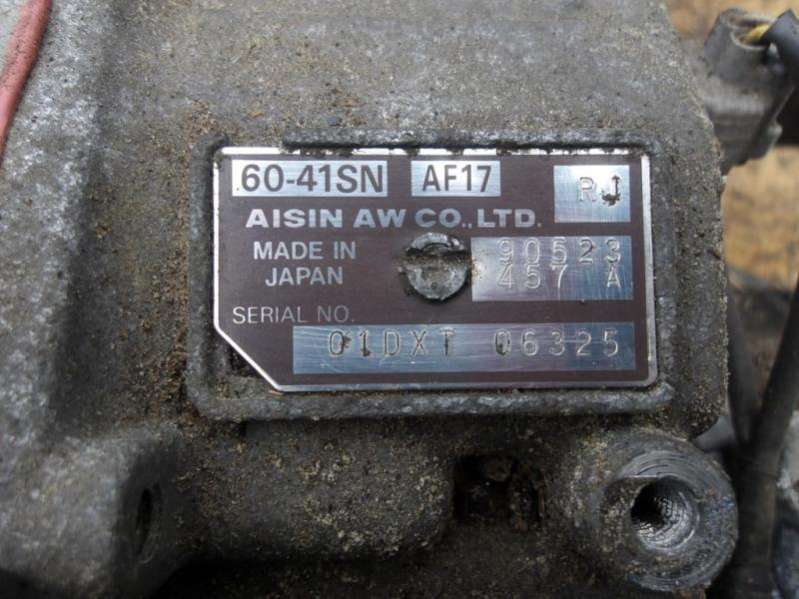 60-41SN AF17 RJ
AISIN AW CO., LTD.
MADE IN 90523
JAPAN 457 A
SERIAL NO.
01DXT 06325